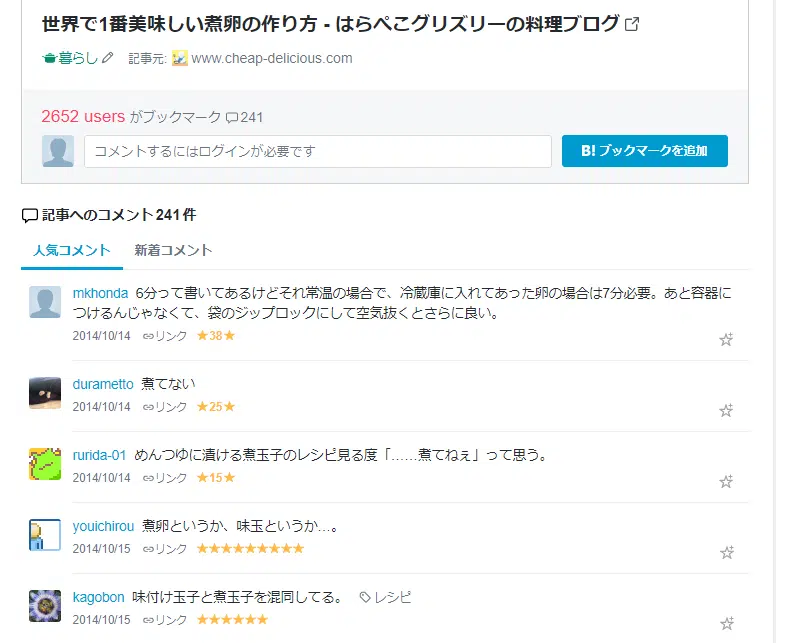 世界で1番美味しい煮卵の作り方 - はらぺこグリズリーの料理ブログ
暮らし 記事元: www.cheap-delicious.com
2652 users がブックマーク 241
コメントするにはログインが必要です
B! ブックマークを追加
記事へのコメント241件
人気コメント 新着コメント
mkhonda 6分って書いてあるけどそれ常温の場合で、冷蔵庫に入れてあった卵の場合は7分必要。あと容器に
つけるんじゃなくて、袋のジップロックにして空気抜くとさらに良い。
2014/10/14 リンク ★38★
durametto 煮てない
2014/10/14 リンク ★25★
rurida-01 めんつゆに漬ける煮玉子のレシピ見る度「……煮てねぇ」って思う。
2014/10/14 リンク ★15★
youichirou 煮卵というか、味玉というか…。
2014/10/15 リンク ★★★★★★★★★
kagobon 味付け玉子と煮玉子を混同してる。 レシピ
2014/10/15 リンク ★★★★★★